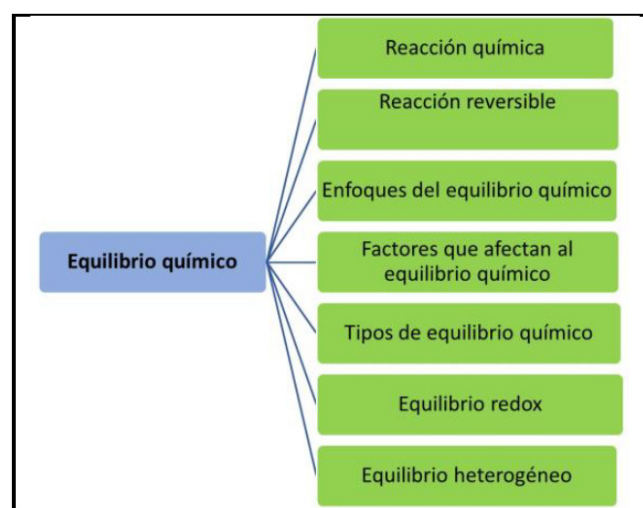 Reacción química
Reacción reversible
Enfoques del equilibrio químico
Equilibrio químico
Factores que afectan al
equilibrio químico
Tipos de equilibrio químico
Equilibrio redox
Equilibrio heterogéneo